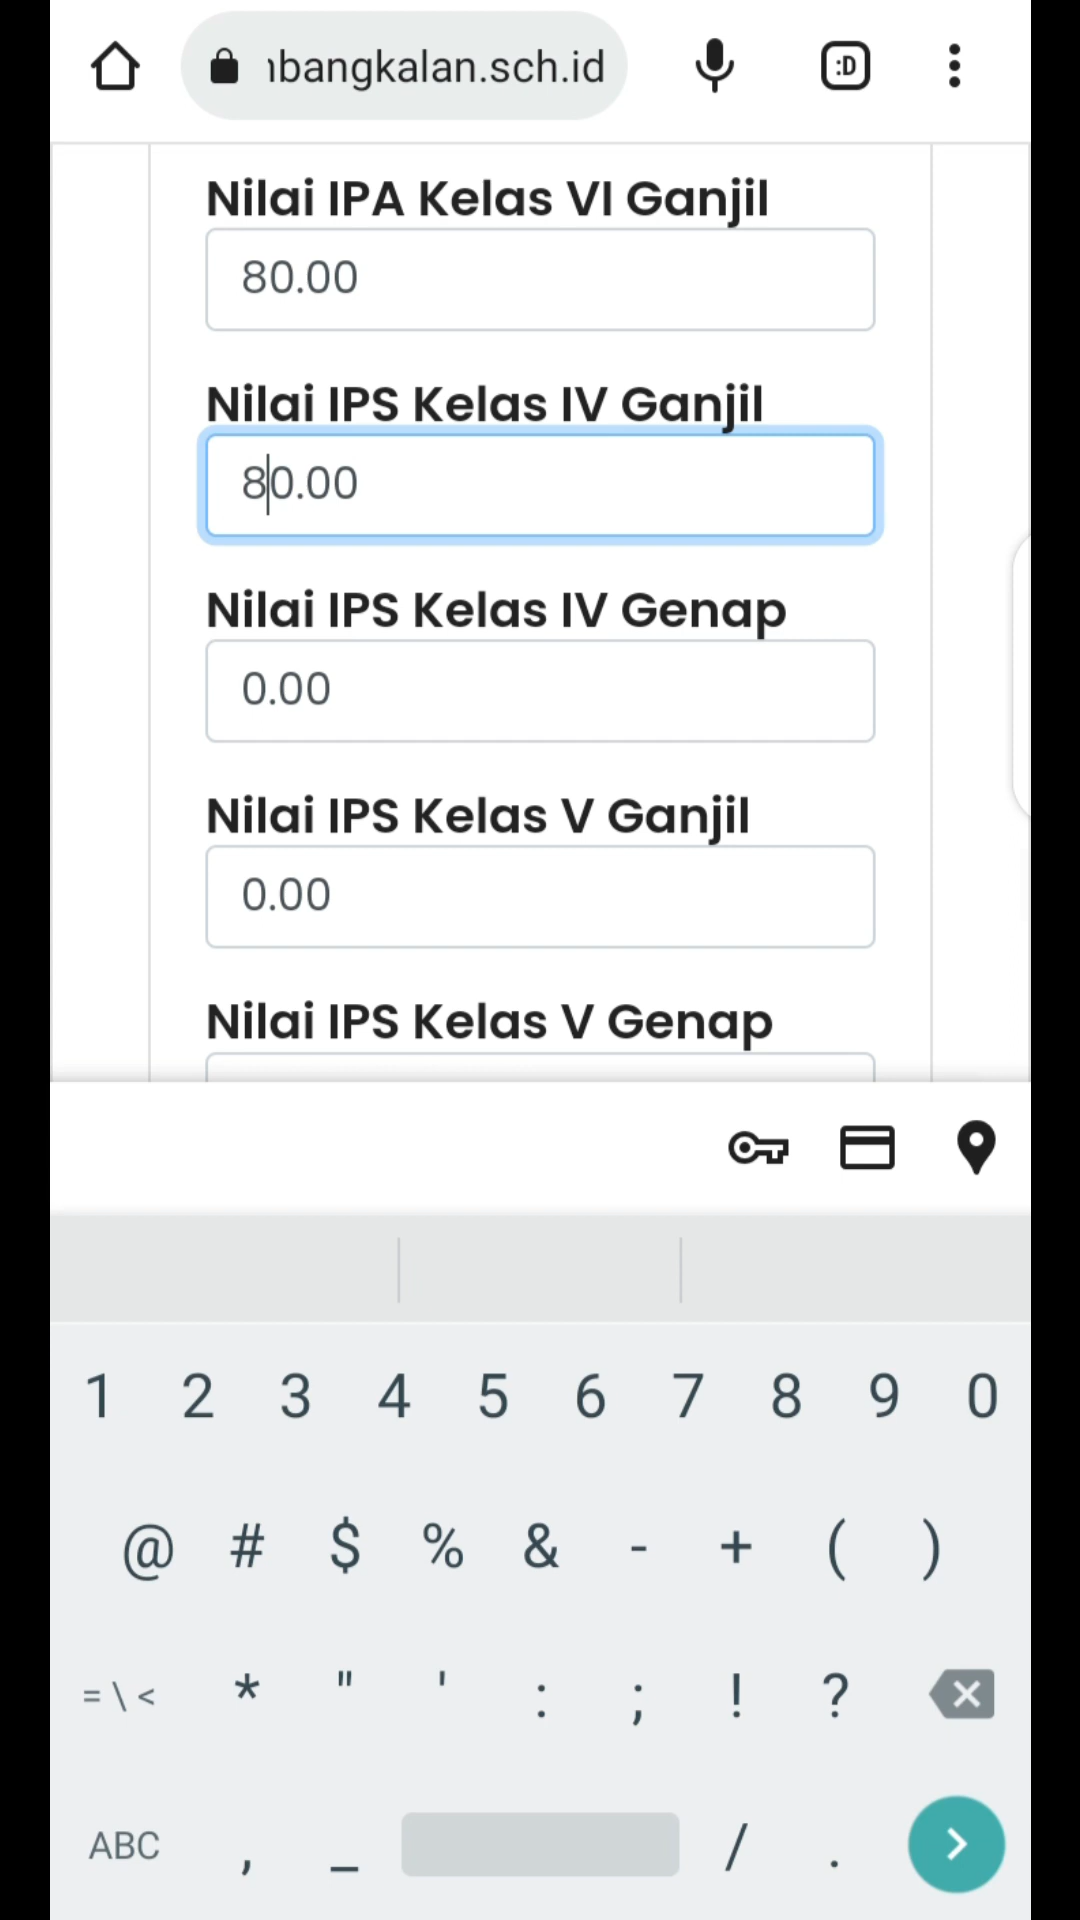 bangkalan.sch.id
:D
Nilai IPA Kelas VI Ganjil
80.00
Nilai IPS Kelas IV Ganjil
80.00
Nilai IPS Kelas IV Genap
0.00
Nilai IPS Kelas V Ganjil
0.00
Nilai IPS Kelas V Genap
1 2 3 4 5 6 7 8 9 0
@ # $ % & - + ( )
= \ < * " ' : ; ! ?
ABC , _ / .